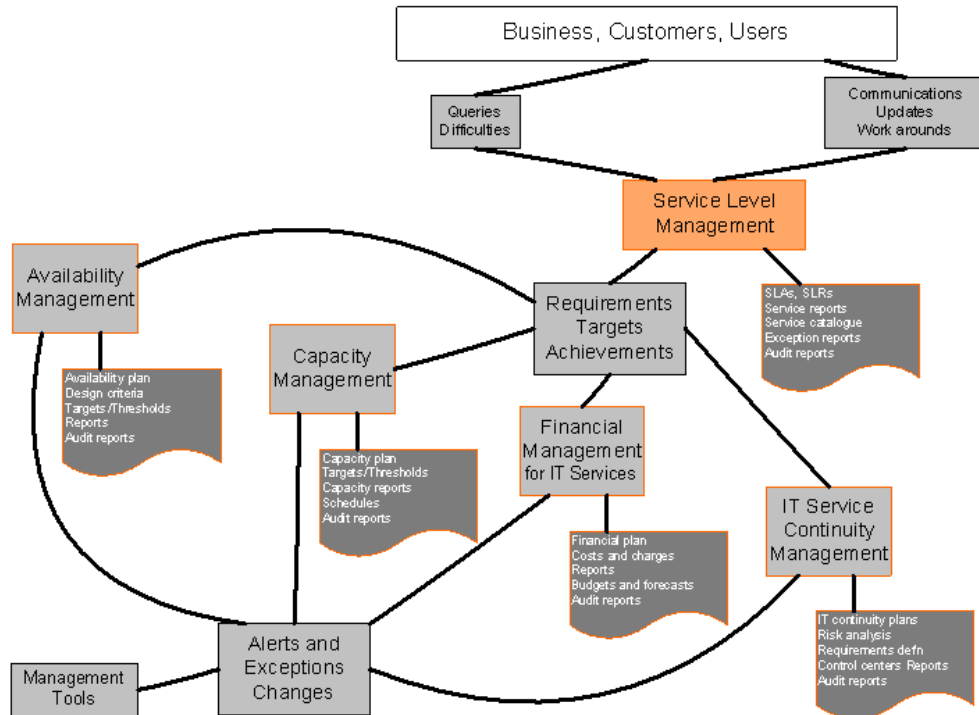 Business, Customers, Users
Queries
Difficulties
Communications
Updates
Work arounds
Service Level
Management
SLAs, SLRs
Service reports
Service catalogue
Exception reports
Audit reports
Availability
Management
Availability plan
Design criteria
Targets/Thresholds
Reports
Audit reports
Requirements
Targets
Achievements
Capacity
Management
Capacity plan
Targets/Thresholds
Capacity reports
Schedules
Audit reports
Financial
Management
for IT Services
Financial plan
Costs and charges
Reports
Budgets and forecasts
Audit reports
IT Service
Continuity
Management
IT continuity plans
Risk analysis
Requirements defn
Control centers Reports
Audit reports
Alerts and
Exceptions
Changes
Management
Tools